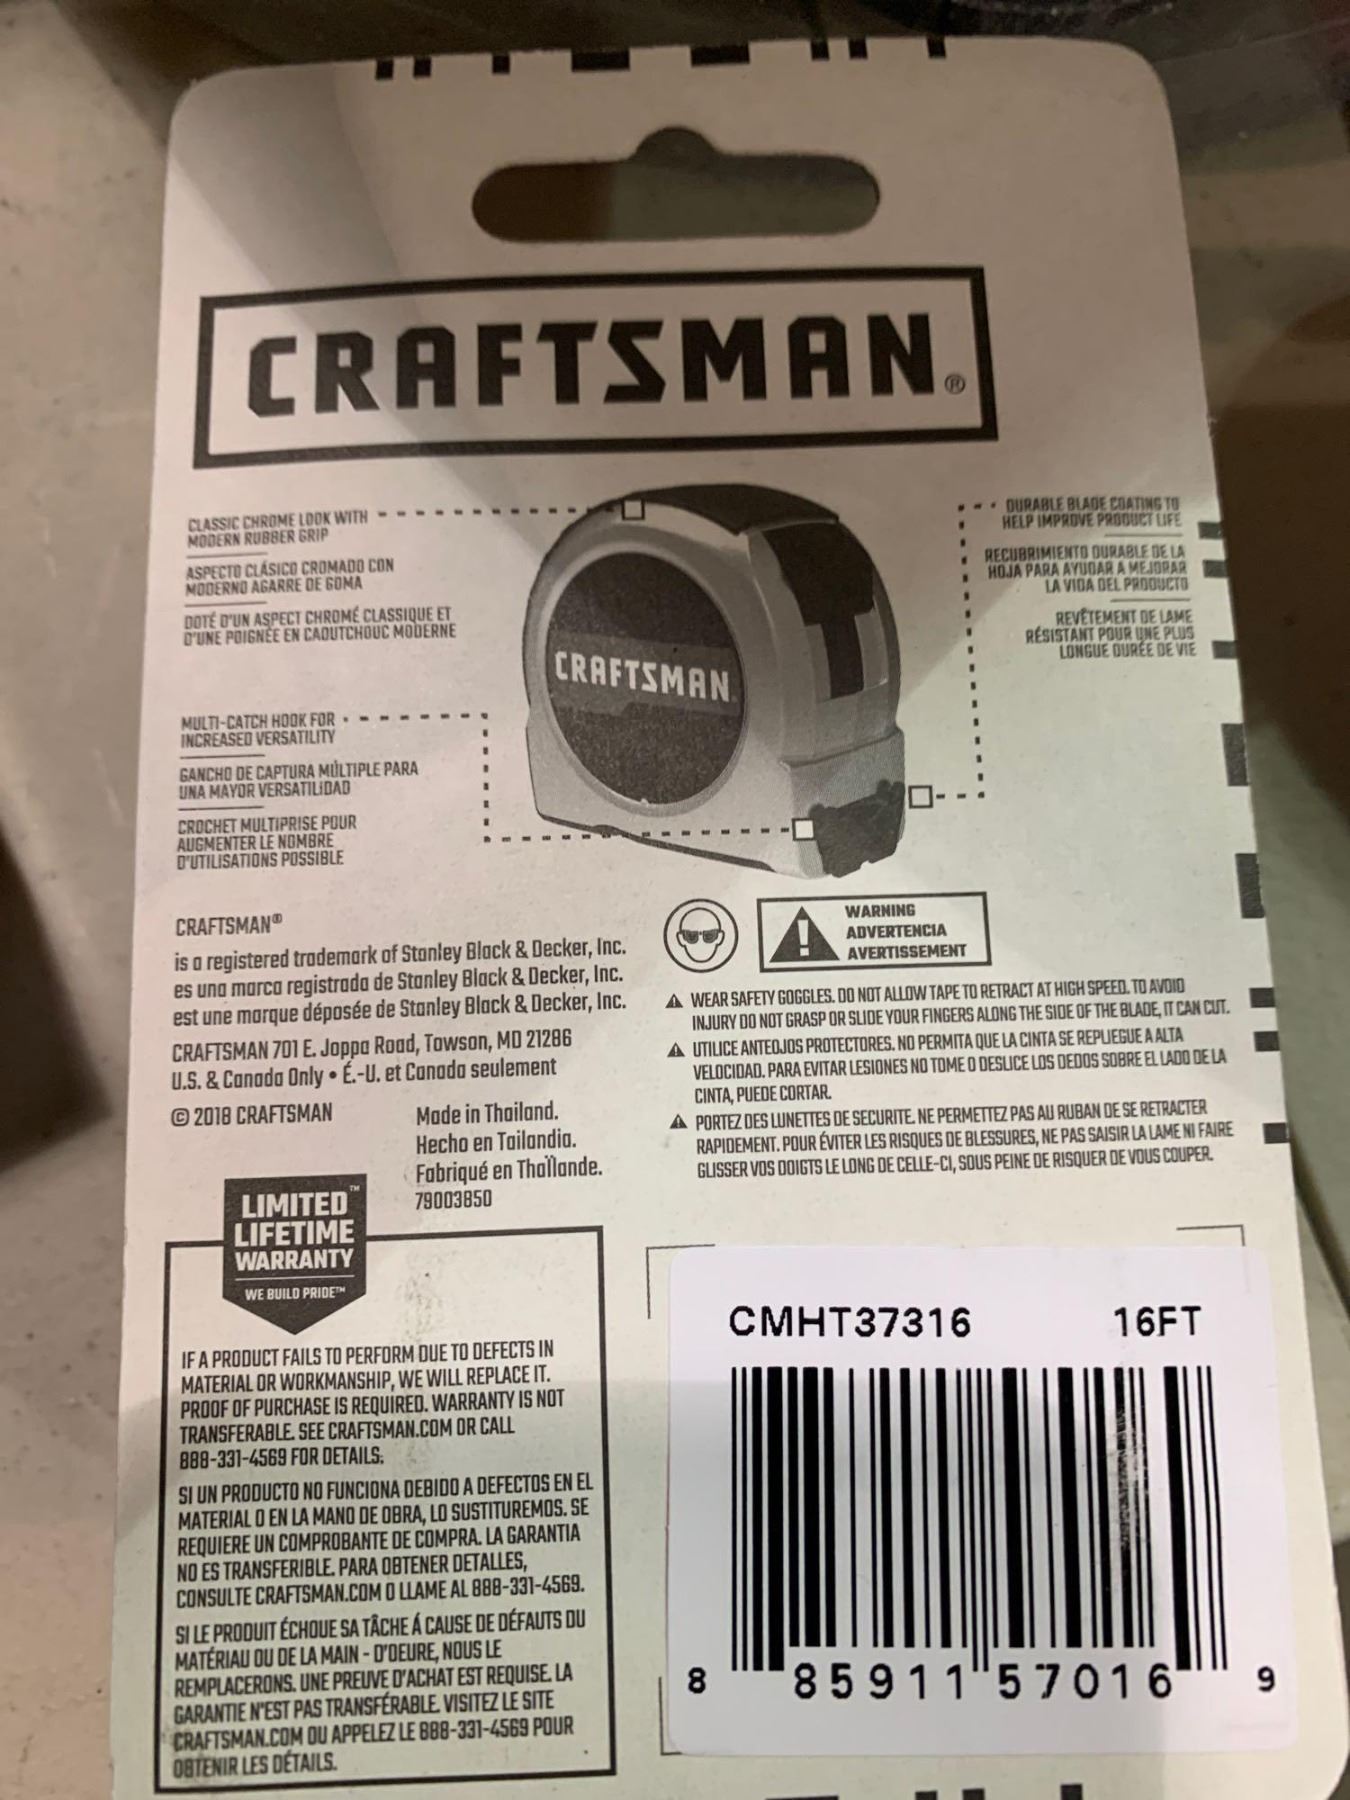 CRAFTSMAN®
CLASSIC CHROME LOOK WITH
MODERN RUBBER GRIP
ASPECTO CLÁSICO CROMADO CON
MODERNO AGARRE DE GOMA
DOTÉ D'UN ASPECT CHROMÉ CLASSIQUE ET
D'UNE POIGNÉE EN CAOUTCHOUC MODERNE
MULTI-CATCH HOOK FOR
INCREASED VERSATILITY
GANCHO DE CAPTURA MÚLTIPLE PARA
UNA MAYOR VERSATILIDAD
CROCHET MULTIPRISE POUR
AUGMENTER LE NOMBRE
D'UTILISATIONS POSSIBLE
CRAFTSMAN
DURABLE BLADE COATING TO
HELP IMPROVE PRODUCT LIFE
RECUBRIMIENTO DURABLE DE LA
HOJA PARA AYUDAR A MEJORAR
LA VIDA DEL PRODUCTO
REVÊTEMENT DE LAME
RÉSISTANT POUR UNE PLUS
LONGUE DURÉE DE VIE
CRAFTSMAN®
is a registered trademark of Stanley Black & Decker, Inc.
es una marca registrada de Stanley Black & Decker, Inc.
est une marque déposée de Stanley Black & Decker, Inc.
CRAFTSMAN 701 E. Joppa Road, Towson, MD 21286
U.S. & Canada Only • É.-U. et Canada seulement
© 2018 CRAFTSMAN
Made in Thailand.
Hecho en Tailandia.
Fabriqué en Thaïlande.
79003850
WARNING
ADVERTENCIA
AVERTISSEMENT
WEAR SAFETY GOGGLES. DO NOT ALLOW TAPE TO RETRACT AT HIGH SPEED. TO AVOID
INJURY DO NOT GRASP OR SLIDE YOUR FINGERS ALONG THE SIDE OF THE BLADE, IT CAN CUT.
UTILICE ANTEOJOS PROTECTORES. NO PERMITA QUE LA CINTA SE REPLIEGUE A ALTA
VELOCIDAD. PARA EVITAR LESIONES NO TOME O DESLICE LOS DEDOS SOBRE EL LADO DE LA
CINTA, PUEDE CORTAR.
PORTEZ DES LUNETTES DE SECURITE. NE PERMETTEZ PAS AU RUBAN DE SE RETRACTER
RAPIDEMENT. POUR ÉVITER LES RISQUES DE BLESSURES, NE PAS SAISIR LA LAME NI FAIRE
GLISSER VOS DOIGTS LE LONG DE CELLE-CI, SOUS PEINE DE RISQUER DE VOUS COUPER.
LIMITED™
LIFETIME
WARRANTY
WE BUILD PRIDE™
IF A PRODUCT FAILS TO PERFORM DUE TO DEFECTS IN
MATERIAL OR WORKMANSHIP, WE WILL REPLACE IT.
PROOF OF PURCHASE IS REQUIRED. WARRANTY IS NOT
TRANSFERABLE. SEE CRAFTSMAN.COM OR CALL
888-331-4569 FOR DETAILS.
SI UN PRODUCTO NO FUNCIONA DEBIDO A DEFECTOS EN EL
MATERIAL O EN LA MANO DE OBRA, LO SUSTITUREMOS. SE
REQUIERE UN COMPROBANTE DE COMPRA. LA GARANTIA
NO ES TRANSFERIBLE. PARA OBTENER DETALLES,
CONSULTE CRAFTSMAN.COM O LLAME AL 888-331-4569.
SI LE PRODUIT ÉCHOUE SA TÂCHE Á CAUSE DE DÉFAUTS DU
MATÉRIAU OU DE LA MAIN - D'OEURE, NOUS LE
REMPLACERONS. UNE PREUVE D'ACHAT EST REQUISE. LA
GARANTIE N'EST PAS TRANSFÉRABLE. VISITEZ LE SITE
CRAFTSMAN.COM OU APPELEZ LE 888-331-4569 POUR
OBTENIR LES DÉTAILS.
CMHT37316 16FT
8 85911 57016 9